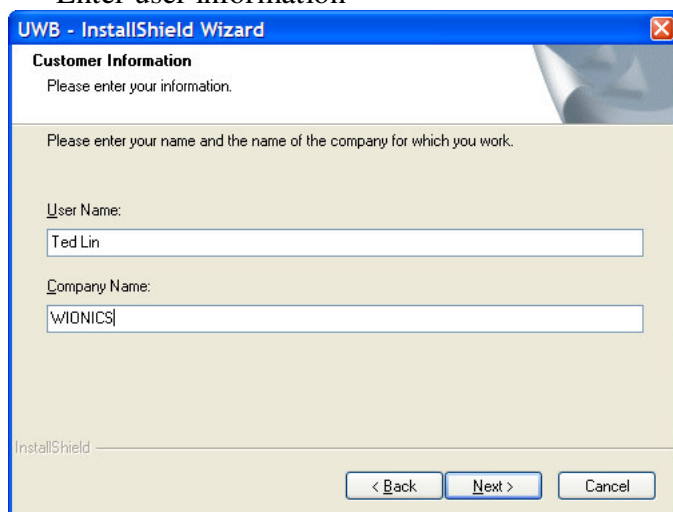 Enter user information
UWB - InstallShield Wizard
Customer Information
Please enter your information.
Please enter your name and the name of the company for which you work.
User Name:
Ted Lin
Company Name:
WIONICS
InstallShield
< Back Next > Cancel